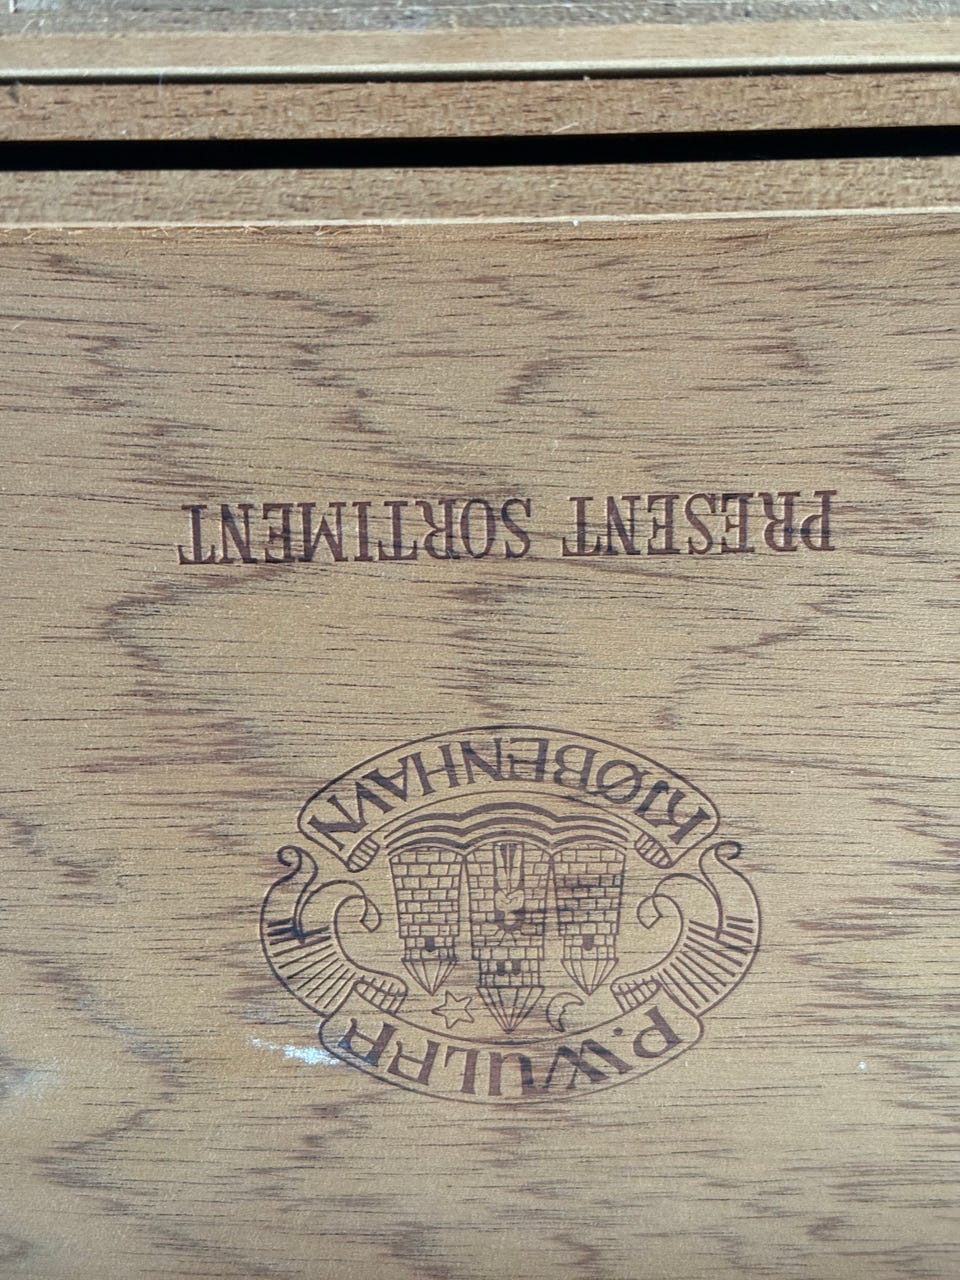 P. WULFF
KJØBENHAVN
PRESENT SORTIMENT